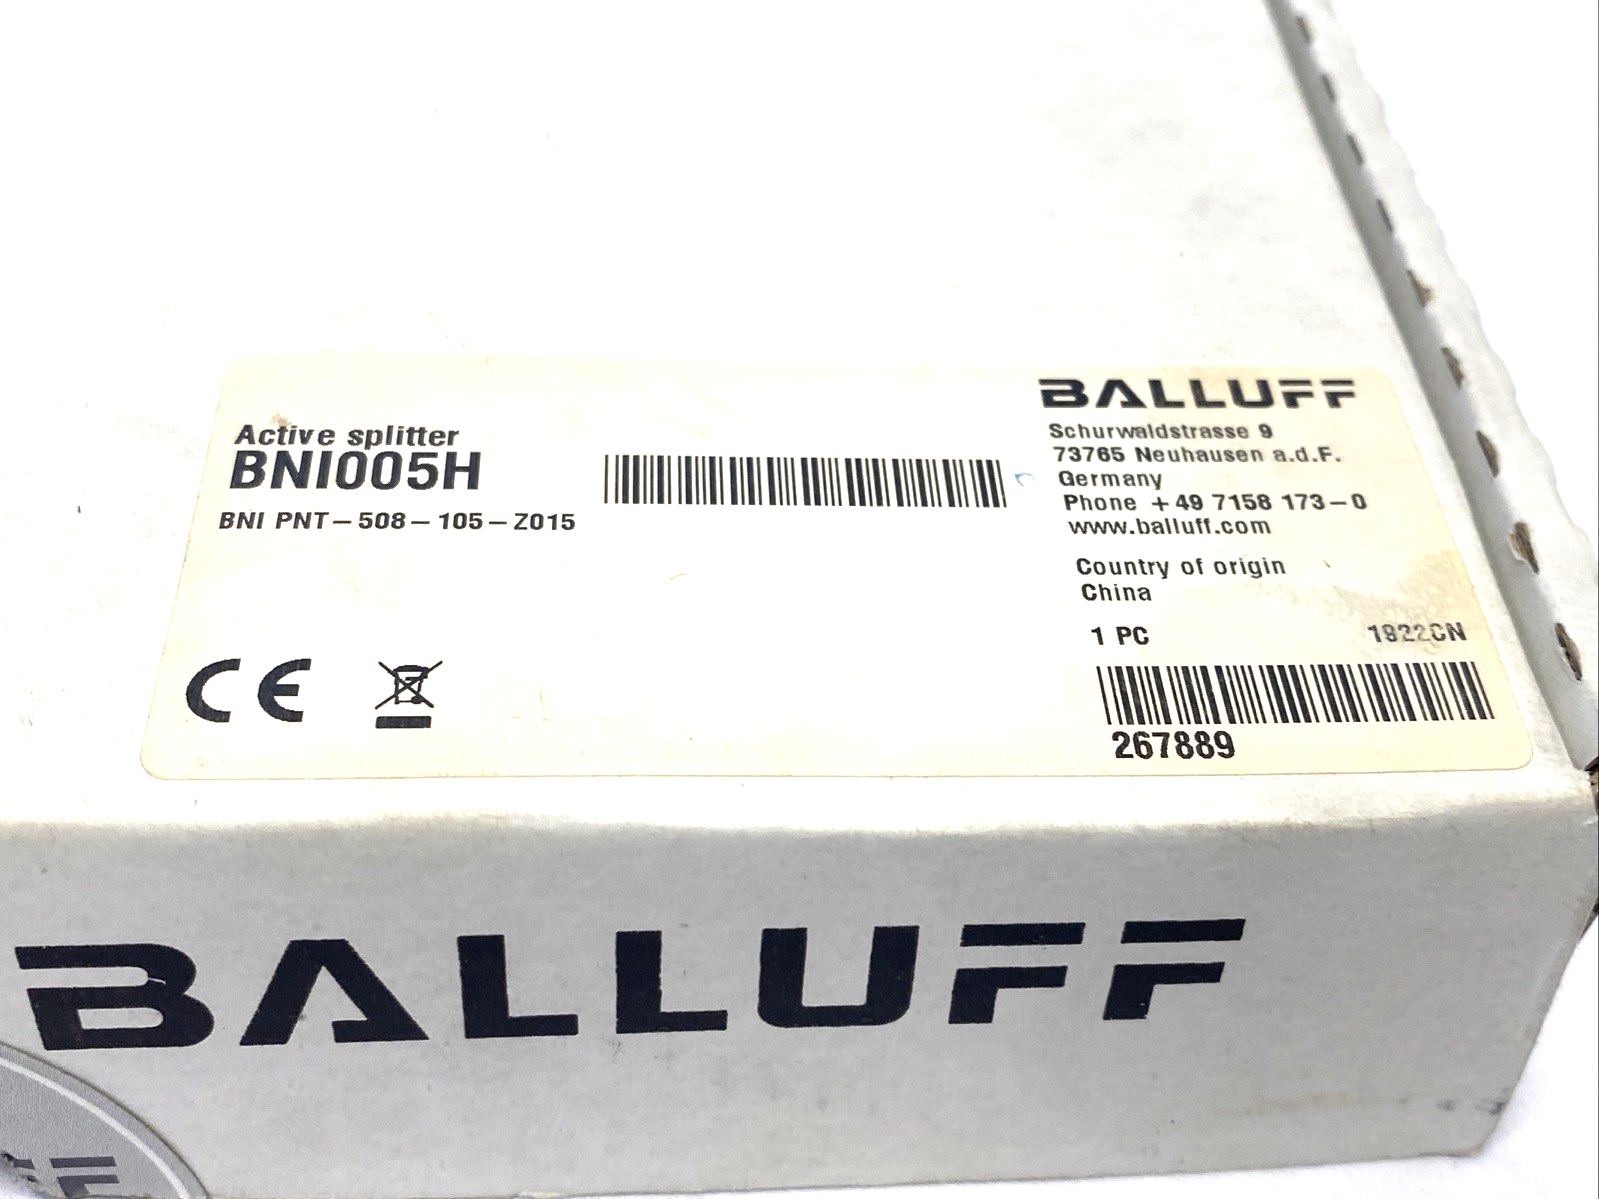 Active splitter
BNI005H
BNI PNT-508-105-Z015
BALLUFF
Schurwaldstrasse 9
73765 Neuhausen a.d.F.
Germany
Phone +49 7158 173-0
www.balluff.com
Country of origin
China
1 PC 1922CN
267889
CE
BALLUFF